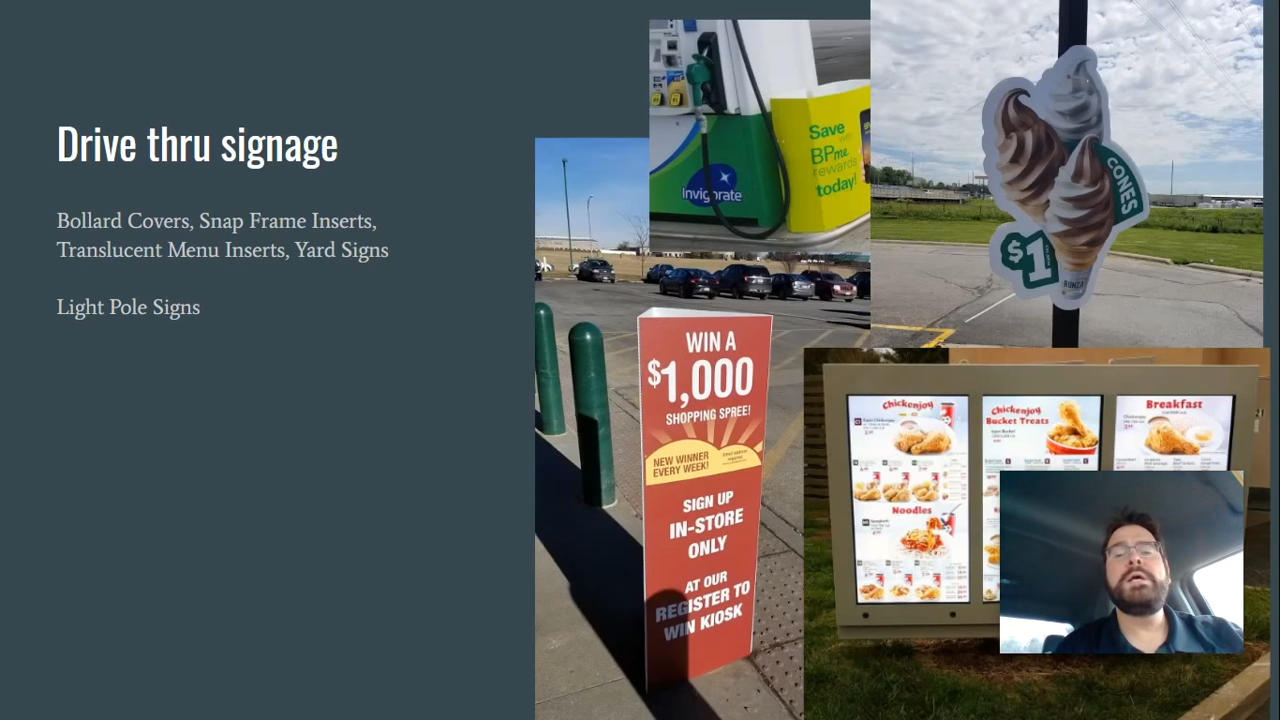 Drive thru signage
Bollard Covers, Snap Frame Inserts,
Translucent Menu Inserts, Yard Signs
Light Pole Signs
invigorate
Save
BPme
rewards
today!
CONES
$1
RUNZA
WIN A
$1,000
SHOPPING SPREE!
NEW WINNER
EVERY WEEK!
SIGN UP
IN-STORE
ONLY
AT OUR
REGISTER TO
WIN KIOSK
Chickenjoy
Noodles
Chickenjoy
Bucket Treats
Breakfast